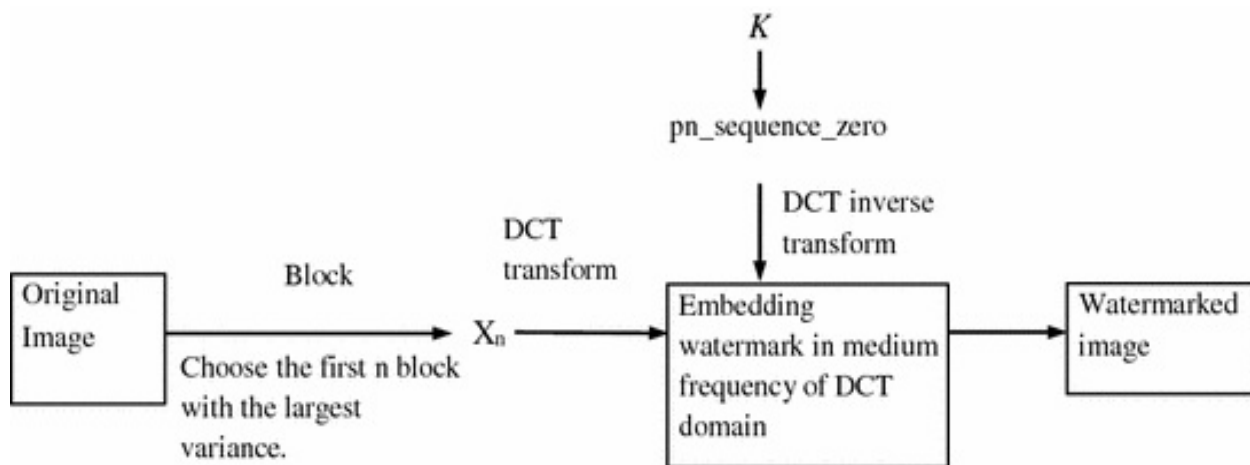 K
pn_sequence_zero
DCT inverse
transform
DCT
transform
Block
Original
Image
X_n
Choose the first n block
with the largest
variance.
Embedding
watermark in medium
frequency of DCT
domain
Watermarked
image